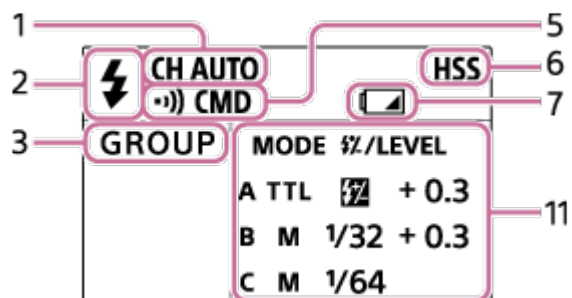 1
5
2
CH AUTO
HSS
6
CMD
7
3
GROUP
MODE /LEVEL
A TTL + 0.3
11
B M 1/32 + 0.3
C M 1/64